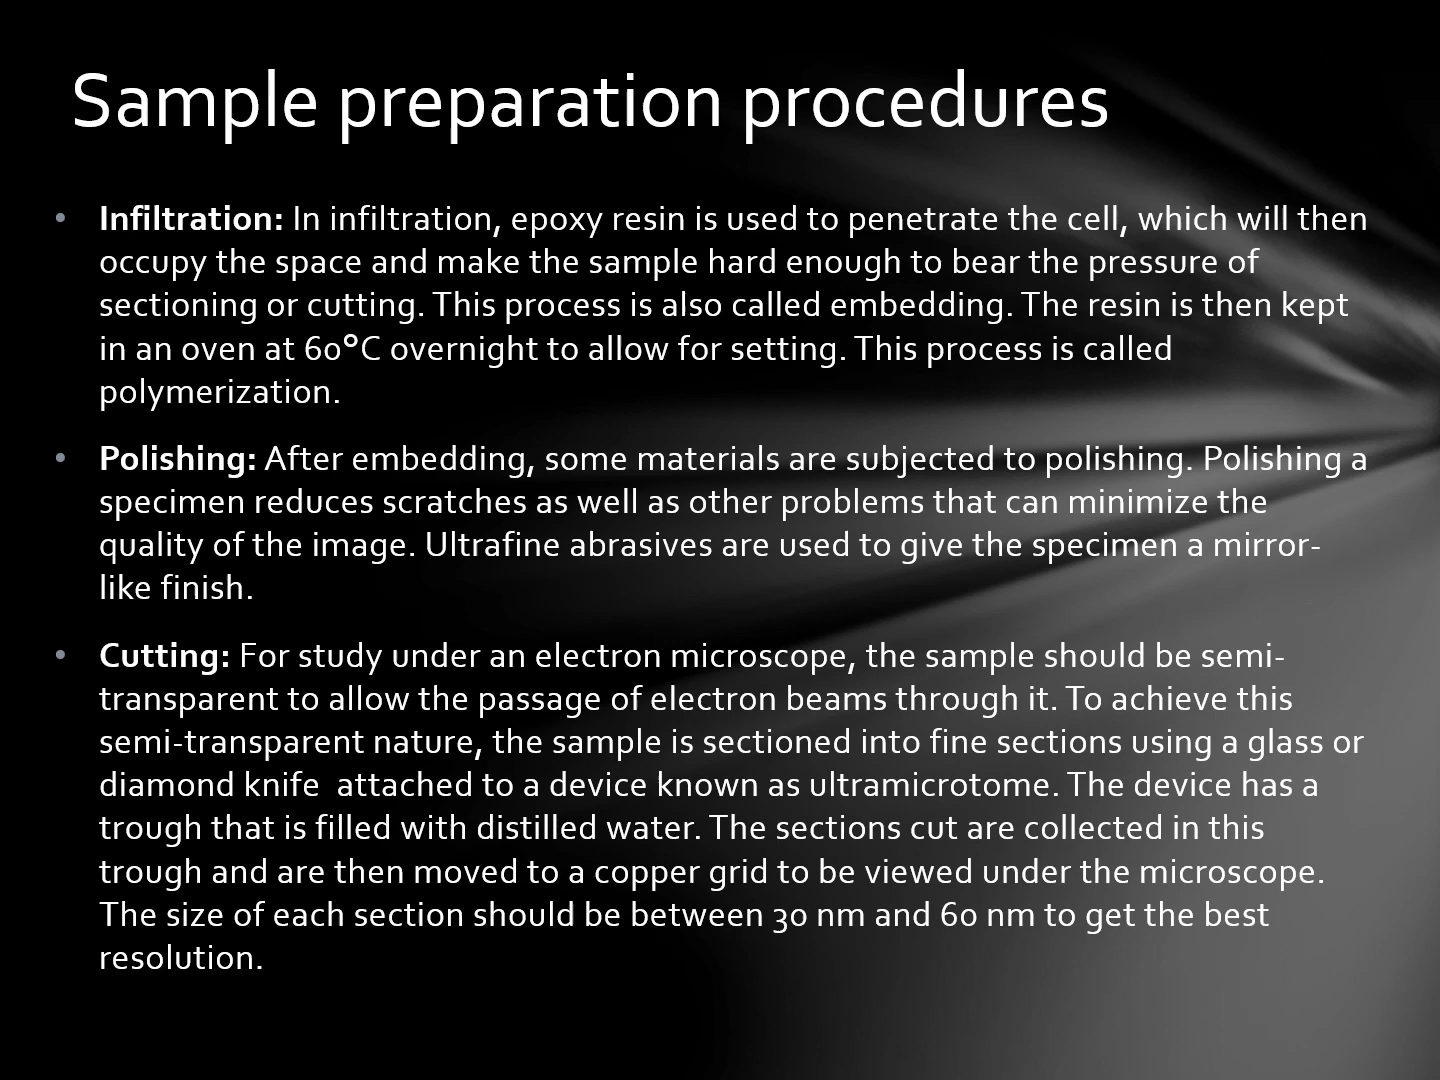 Sample preparation procedures
• Infiltration: In infiltration, epoxy resin is used to penetrate the cell, which will then
occupy the space and make the sample hard enough to bear the pressure of
sectioning or cutting. This process is also called embedding. The resin is then kept
in an oven at 60°C overnight to allow for setting. This process is called
polymerization.
• Polishing: After embedding, some materials are subjected to polishing. Polishing a
specimen reduces scratches as well as other problems that can minimize the
quality of the image. Ultrafine abrasives are used to give the specimen a mirror-
like finish.
• Cutting: For study under an electron microscope, the sample should be semi-
transparent to allow the passage of electron beams through it. To achieve this
semi-transparent nature, the sample is sectioned into fine sections using a glass or
diamond knife  attached to a device known as ultramicrotome. The device has a
trough that is filled with distilled water. The sections cut are collected in this
trough and are then moved to a copper grid to be viewed under the microscope.
The size of each section should be between 30 nm and 60 nm to get the best
resolution.